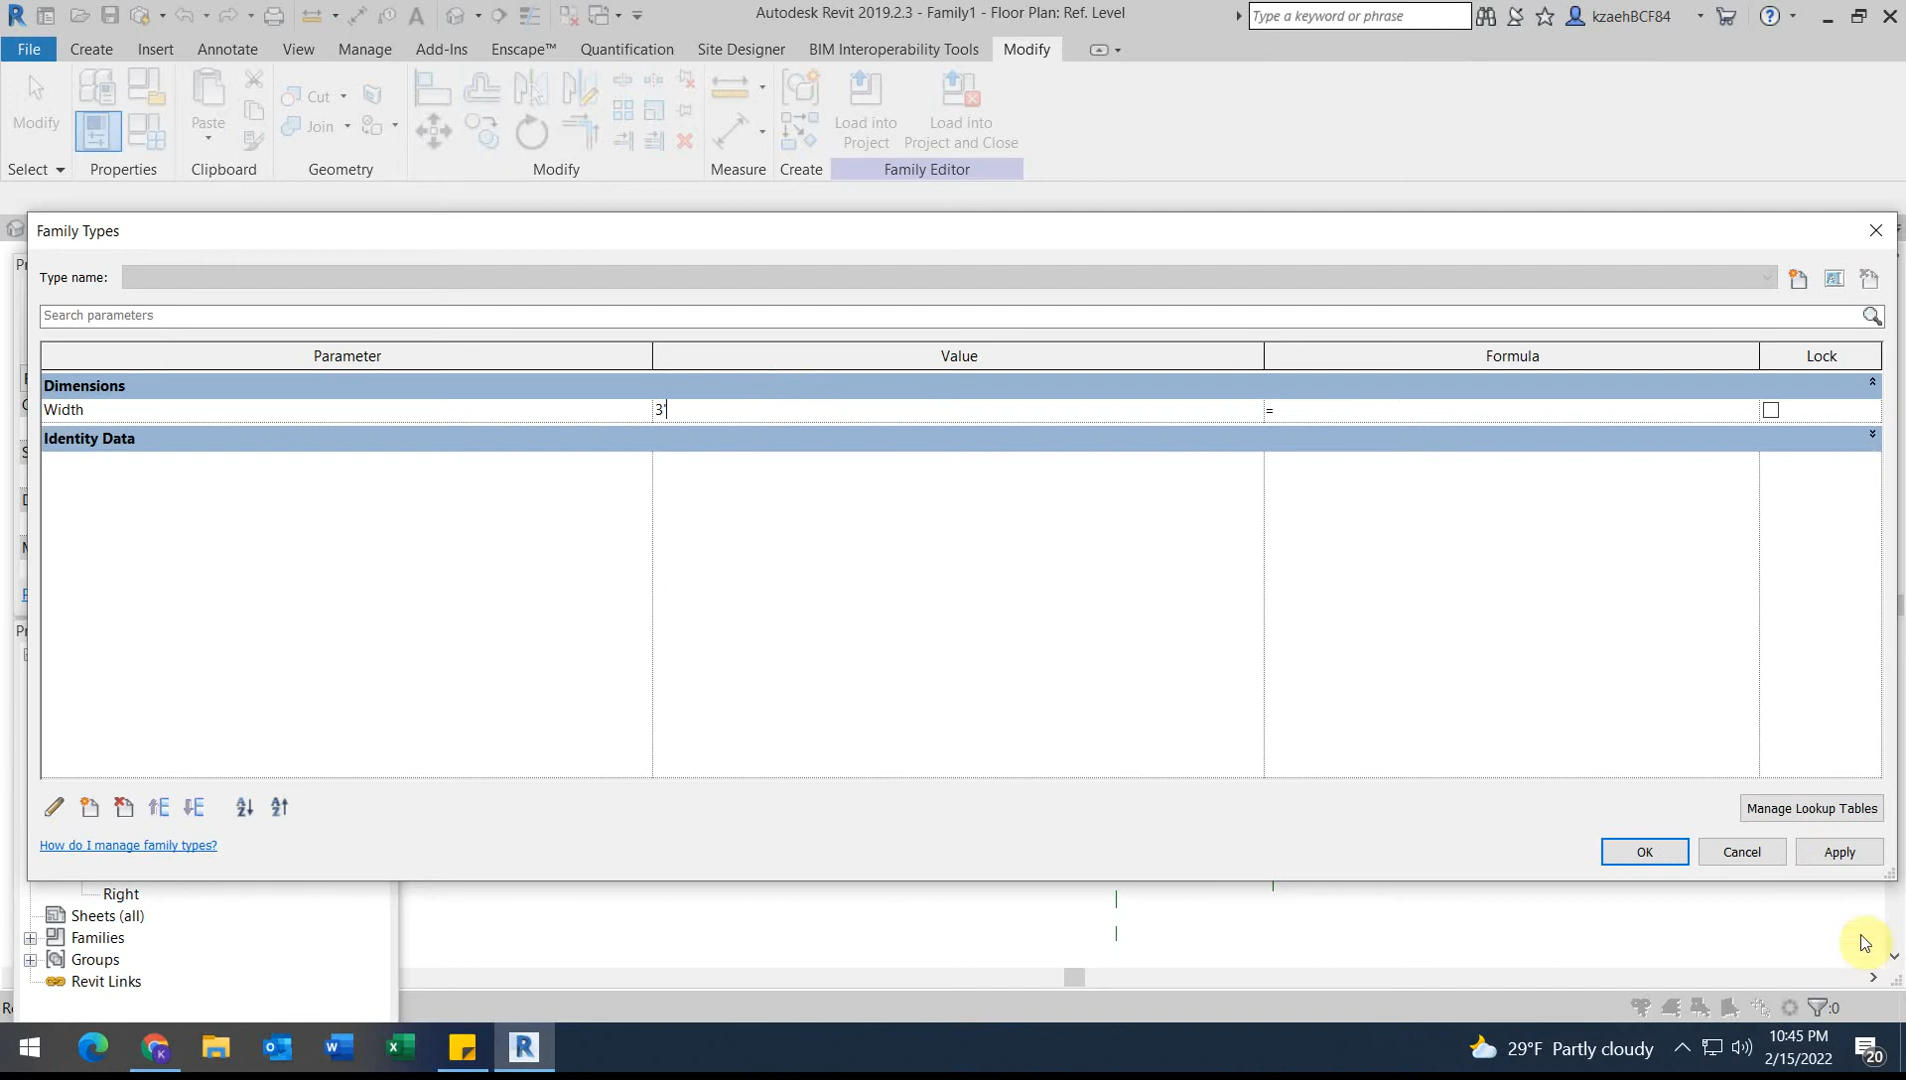 Autodesk Revit 2019.2.3 - Family1 - Floor Plan: Ref. Level
Type a keyword or phrase
kzaehBCF84
File Create Insert Annotate View Manage Add-Ins Enscape™ Quantification Site Designer BIM Interoperability Tools Modify
Modify
Paste
Cut
Join
Load into
Project
Load into
Project and Close
Select Properties Clipboard Geometry Modify Measure Create Family Editor
Family Types
Type name:
Search parameters
Parameter Value Formula Lock
Dimensions
Width 3' =
Identity Data
Manage Lookup Tables
How do I manage family types?
OK Cancel Apply
Right
Sheets (all)
Families
Groups
Revit Links
:0
29°F Partly cloudy
10:45 PM
2/15/2022
20